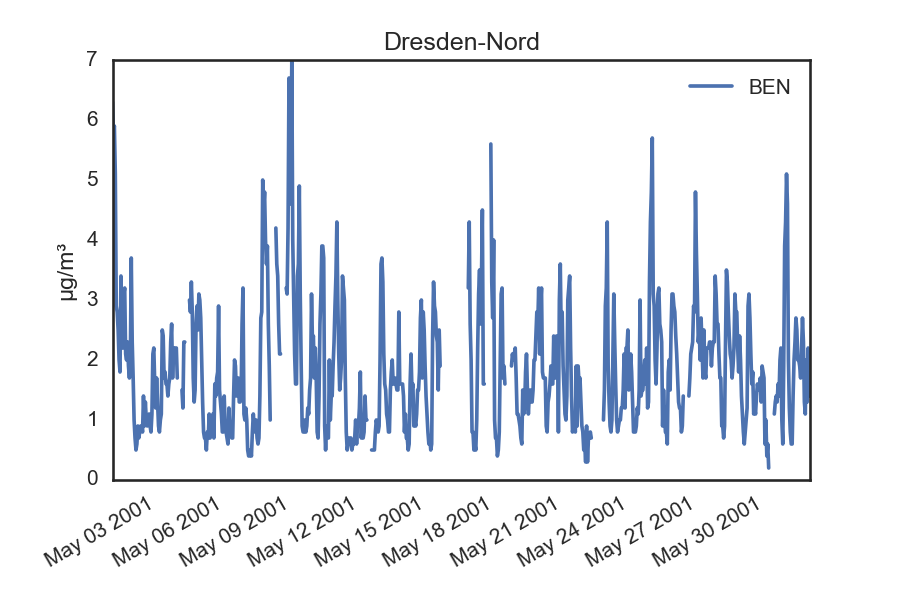 Dresden-Nord
7
6
5
4
3
2
1
0
µg/m³
BEN
May 03 2001
May 06 2001
May 09 2001
May 12 2001
May 15 2001
May 18 2001
May 21 2001
May 24 2001
May 27 2001
May 30 2001